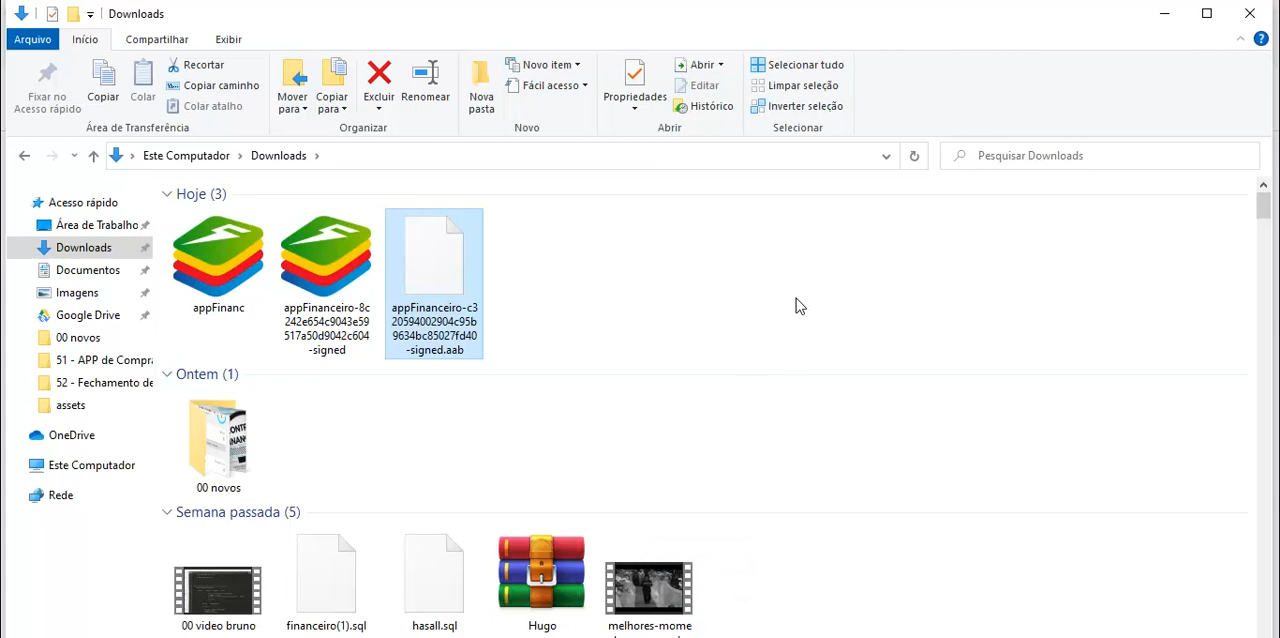 Downloads
Arquivo
Início
Compartilhar
Exibir
Fixar no
Acesso rápido
Copiar
Colar
Recortar
Copiar caminho
Colar atalho
Área de Transferência
Mover
para
Copiar
para
Excluir
Renomear
Organizar
Nova
pasta
Novo item
Fácil acesso
Novo
Propriedades
Abrir
Editar
Histórico
Abrir
Selecionar tudo
Limpar seleção
Inverter seleção
Selecionar
Este Computador > Downloads >
Pesquisar Downloads
Acesso rápido
Área de Trabalho
Downloads
Documentos
Imagens
Google Drive
00 novos
51 - APP de Compra
52 - Fechamento de
assets
OneDrive
Este Computador
Rede
Hoje (3)
appFinanc
appFinanceiro-8c
242e654c9043e59
517a50d9042c604
-signed
appFinanceiro-c3
20594002904c95b
9634bc85027fd40
-signed.aab
Ontem (1)
00 novos
Semana passada (5)
00 video bruno
financeiro(1).sql
hasall.sql
Hugo
melhores-mome